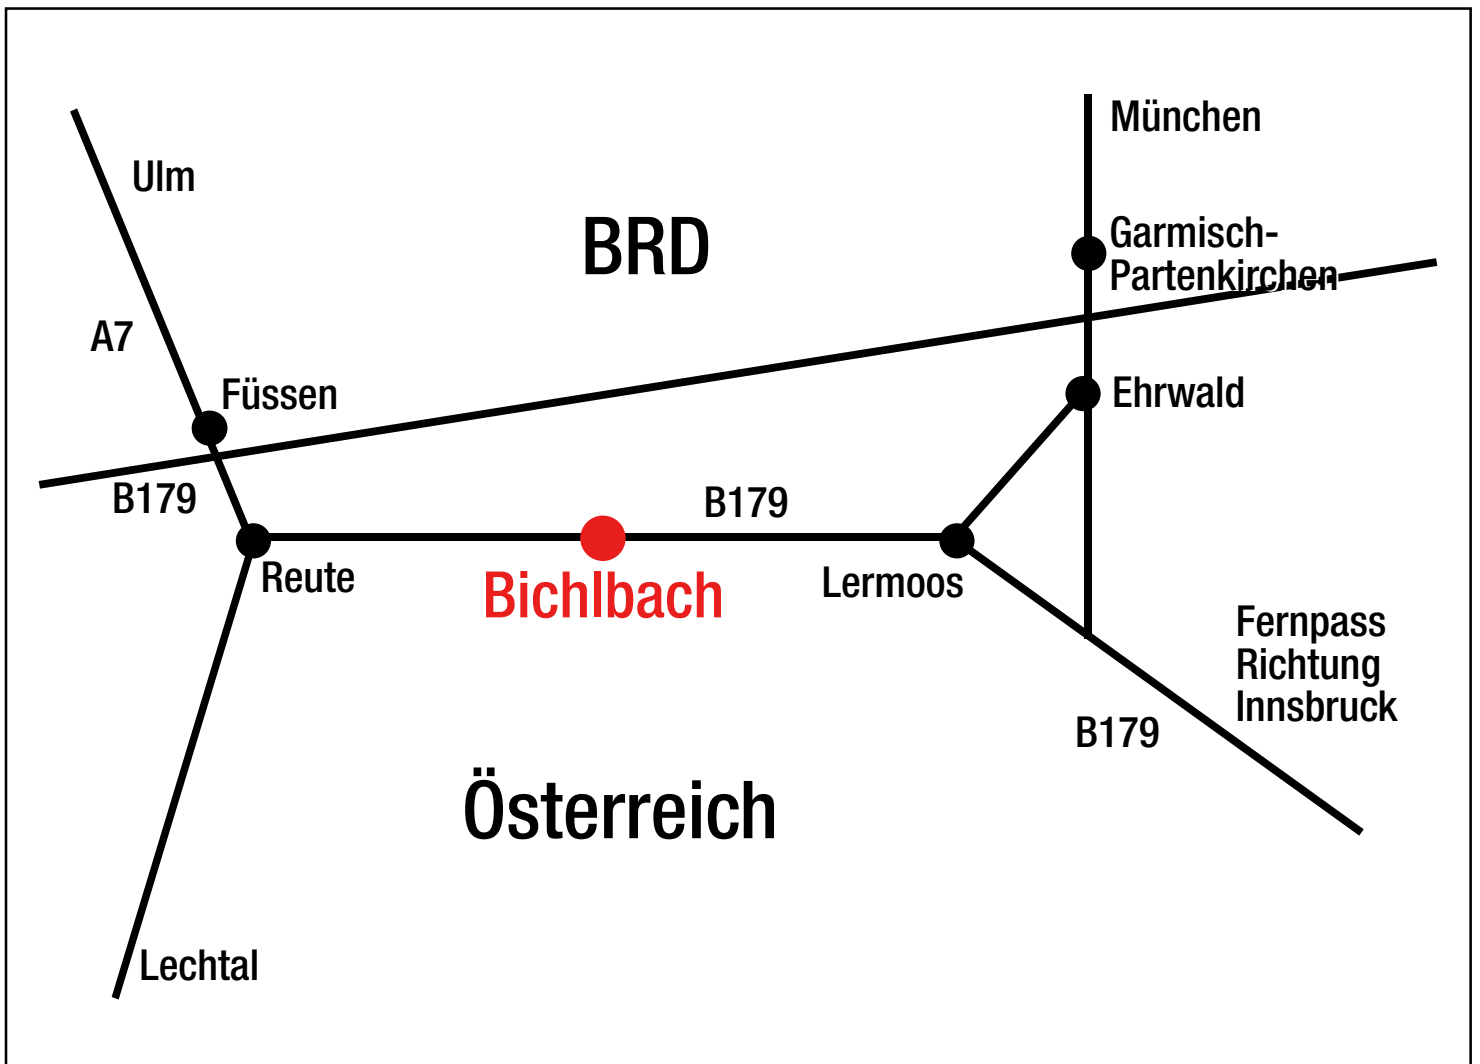 München
Ulm
BRD
Garmisch-
Partenkirchen
A7
Füssen
Ehrwald
B179
B179
Reute
Bichlbach
Lermoos
Fernpass
Richtung
Innsbruck
B179
Österreich
Lechtal